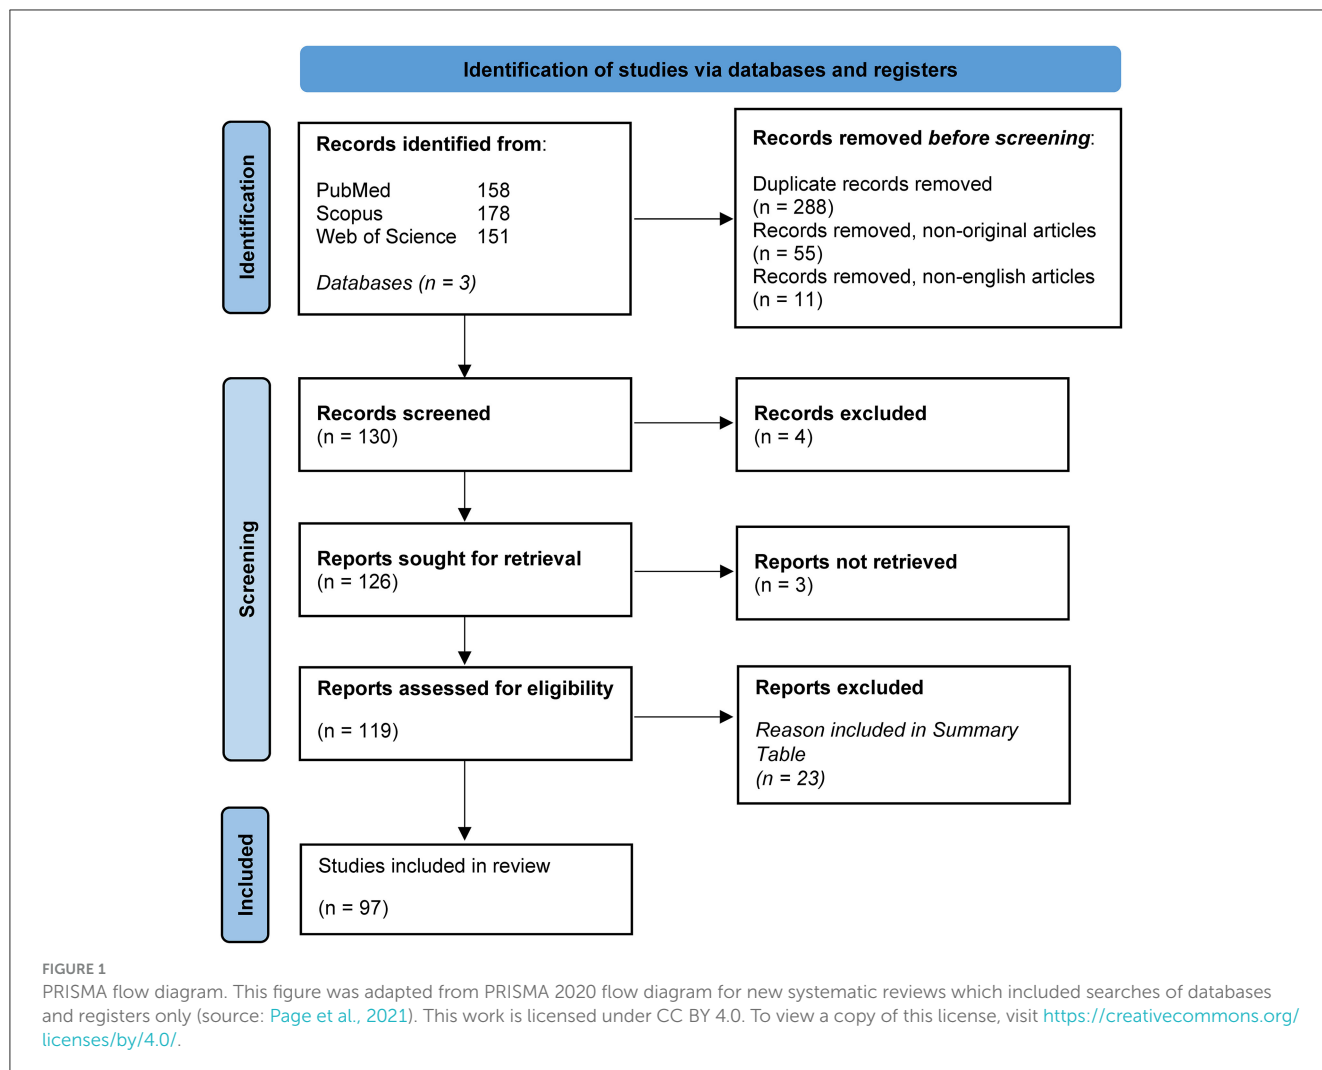 Identification of studies via databases and registers
Identification
Records identified from:
PubMed 158
Scopus 178
Web of Science 151
Databases (n = 3)
Records removed before screening:
Duplicate records removed
(n = 288)
Records removed, non-original articles
(n = 55)
Records removed, non-english articles
(n = 11)
Screening
Records screened
(n = 130)
Records excluded
(n = 4)
Reports sought for retrieval
(n = 126)
Reports not retrieved
(n = 3)
Reports assessed for eligibility
(n = 119)
Reports excluded
Reason included in Summary
Table
(n = 23)
Included
Studies included in review
(n = 97)
FIGURE 1
PRISMA flow diagram. This figure was adapted from PRISMA 2020 flow diagram for new systematic reviews which included searches of databases
and registers only (source: Page et al., 2021). This work is licensed under CC BY 4.0. To view a copy of this license, visit https://creativecommons.org/
licenses/by/4.0/.